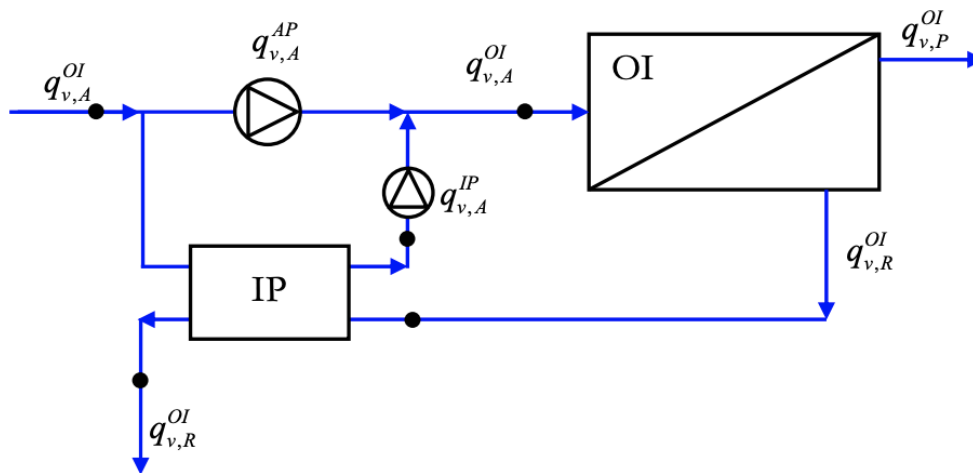 q_{v,A}^{AP}
q_{v,A}^{OI}
q_{v,A}^{OI}
OI
q_{v,P}^{OI}
q_{v,A}^{IP}
q_{v,R}^{OI}
IP
q_{v,R}^{OI}